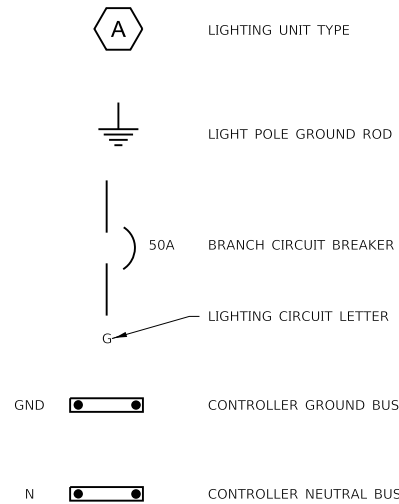 A LIGHTING UNIT TYPE
LIGHT POLE GROUND ROD
50A BRANCH CIRCUIT BREAKER
LIGHTING CIRCUIT LETTER
G
GND CONTROLLER GROUND BUS
N CONTROLLER NEUTRAL BUS